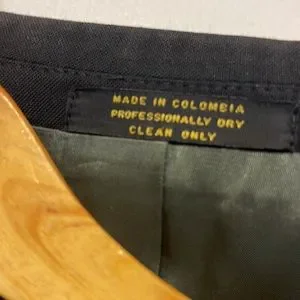 MADE IN COLOMBIA
PROFESSIONALLY DRY
CLEAN ONLY